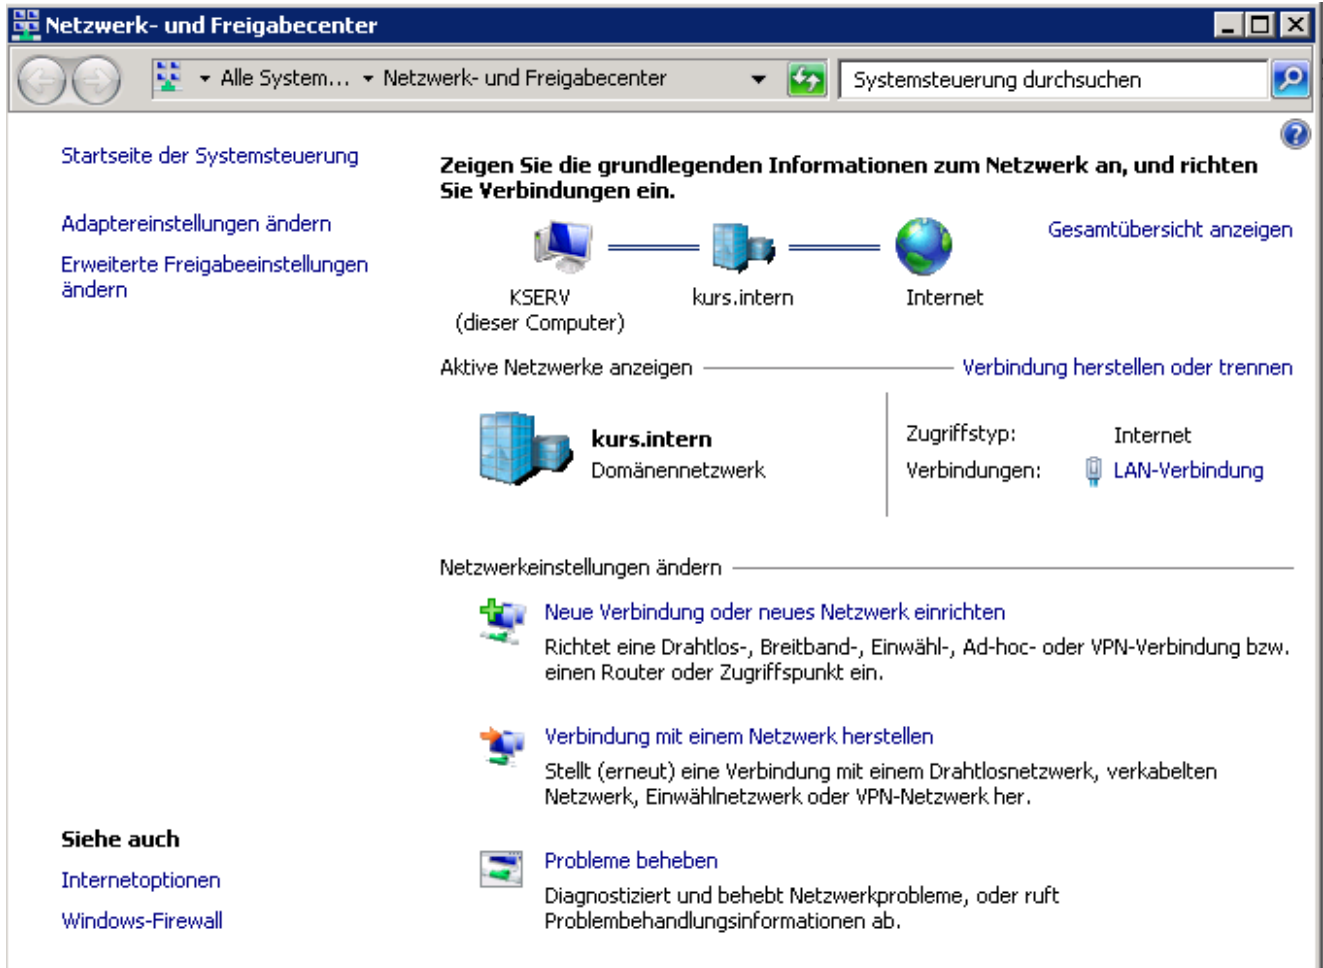 Netzwerk- und Freigabecenter
Alle System... Netzwerk- und Freigabecenter
Systemsteuerung durchsuchen
Startseite der Systemsteuerung
Adaptereinstellungen ändern
Erweiterte Freigabeeinstellungen
ändern
Zeigen Sie die grundlegenden Informationen zum Netzwerk an, und richten
Sie Verbindungen ein.
Gesamtübersicht anzeigen
KSERV
(dieser Computer)
kurs.intern
Internet
Aktive Netzwerke anzeigen
Verbindung herstellen oder trennen
kurs.intern
Domänennetzwerk
Zugriffstyp: Internet
Verbindungen: LAN-Verbindung
Netzwerkeinstellungen ändern
Neue Verbindung oder neues Netzwerk einrichten
Richtet eine Drahtlos-, Breitband-, Einwähl-, Ad-hoc- oder VPN-Verbindung bzw.
einen Router oder Zugriffspunkt ein.
Verbindung mit einem Netzwerk herstellen
Stellt (erneut) eine Verbindung mit einem Drahtlosnetzwerk, verkabelten
Netzwerk, Einwählnetzwerk oder VPN-Netzwerk her.
Probleme beheben
Diagnostiziert und behebt Netzwerkprobleme, oder ruft
Problembehandlungsinformationen ab.
Siehe auch
Internetoptionen
Windows-Firewall